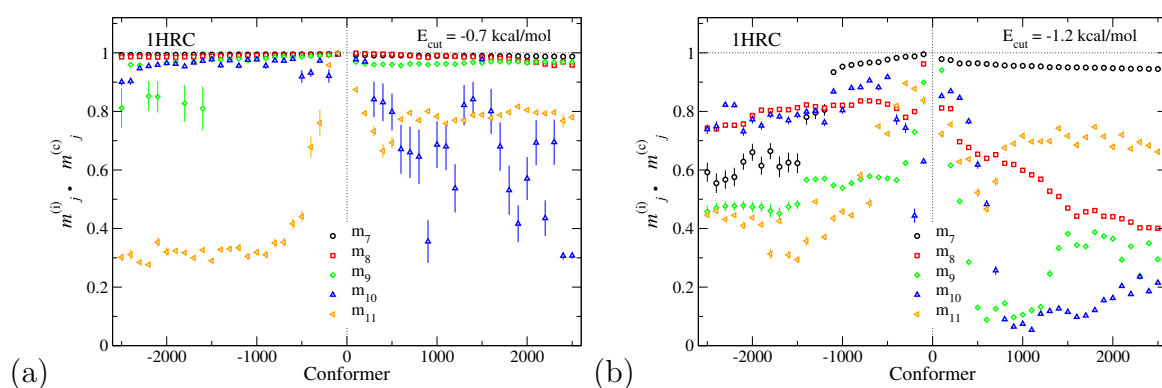 1HRC
E_cut = -0.7 kcal/mol
m_j^(i) • m_j^(c)
1
0.8
0.6
0.4
0.2
0
m_7
m_8
m_9
m_10
m_11
-2000 -1000 0 1000 2000
Conformer
(a)
1HRC
E_cut = -1.2 kcal/mol
m_j^(i) • m_j^(c)
1
0.8
0.6
0.4
0.2
0
m_7
m_8
m_9
m_10
m_11
-2000 -1000 0 1000 2000
Conformer
(b)